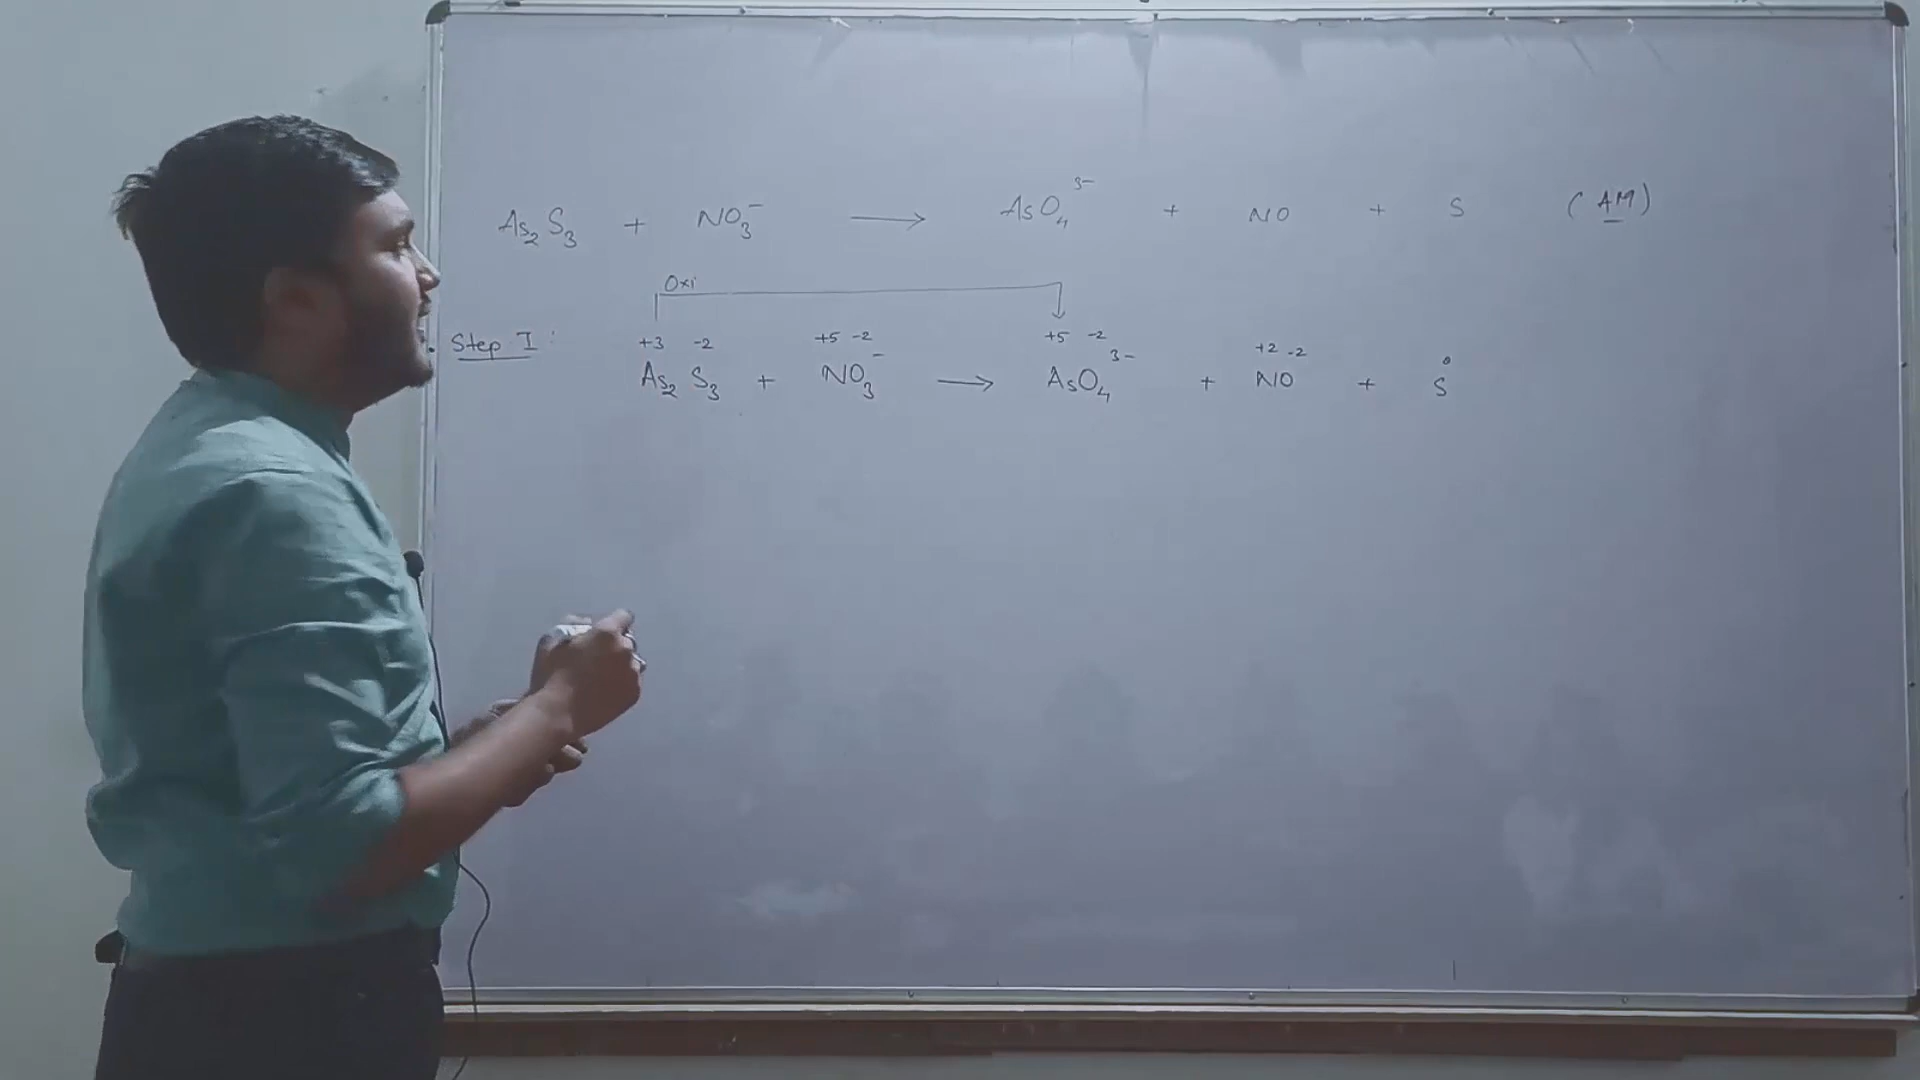 As₂S₃ + NO₃⁻ → AsO₄³⁻ + NO + S (AM)
Oxi
Step I :
+3 -2 +5 -2 +5 -2 +2 -2 0
As₂S₃ + NO₃⁻ → AsO₄³⁻ + NO + S